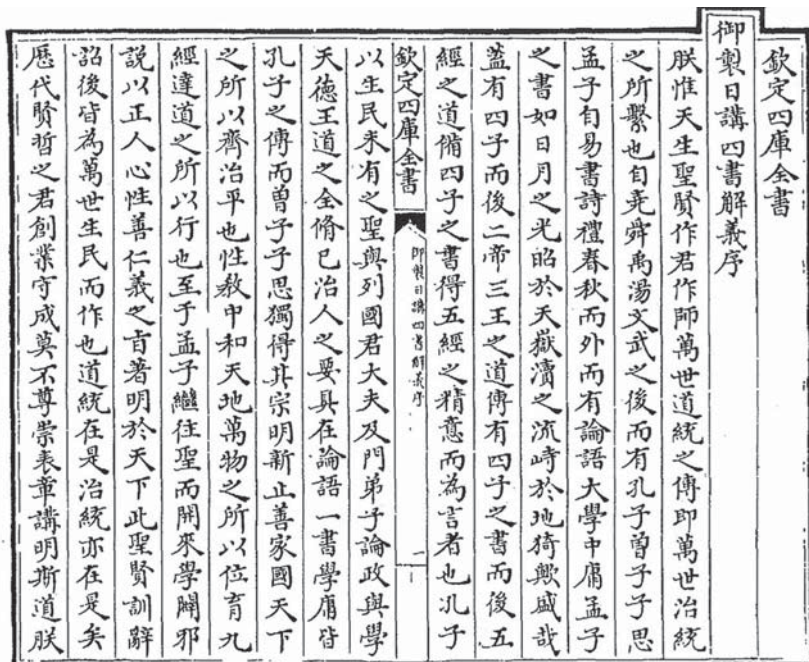 欽定四庫全書
御製日講四書解義序
朕惟天生聖賢作君作師萬世道統之傳即萬世治統
之所繫也自堯舜禹湯文武之後而有孔子曾子子思
孟子自易書詩禮春秋而外而有論語大學中庸孟子
之書如日月之光昭於天嶽瀆之流峙於地猗歟盛哉
蓋有四子而後二帝三王之道傳有四子之書而後五
經之道備四子之書得五經之精意而為言者也孔子
欽定四庫全書
御製日講四書解義序
一
以生民未有之聖與列國君大夫及門弟子論政與學
天德王道之全脩己治人之要具在論語一書學庸皆
孔子之傳而曾子子思獨得其宗明新止善家國天下
之所以齊治平也性教中和天地萬物之所以位育九
經達道之所以行也至于孟子繼往聖而開來學闢邪
説以正人心性善仁義之旨著明於天下此聖賢訓辭
詔後皆為萬世生民而作也道統在是治統亦在是矣
歴代賢哲之君創業守成莫不尊崇表章講明斯道朕